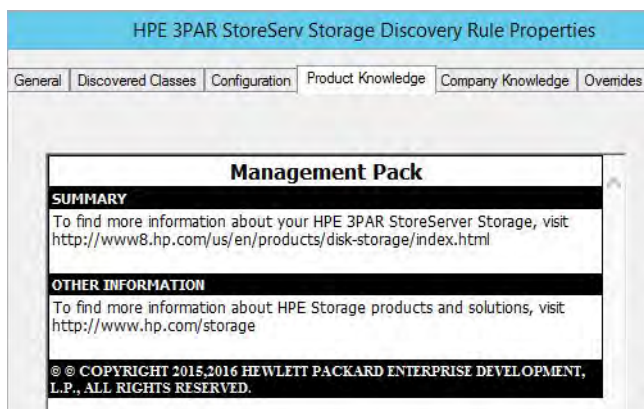 HPE 3PAR StoreServ Storage Discovery Rule Properties
General Discovered Classes Configuration Product Knowledge Company Knowledge Overrides
Management Pack
SUMMARY
To find more information about your HPE 3PAR StoreServer Storage, visit
http://www8.hp.com/us/en/products/disk-storage/index.html
OTHER INFORMATION
To find more information about HPE Storage products and solutions, visit
http://www.hp.com/storage
© © COPYRIGHT 2015,2016 HEWLETT PACKARD ENTERPRISE DEVELOPMENT,
L.P., ALL RIGHTS RESERVED.